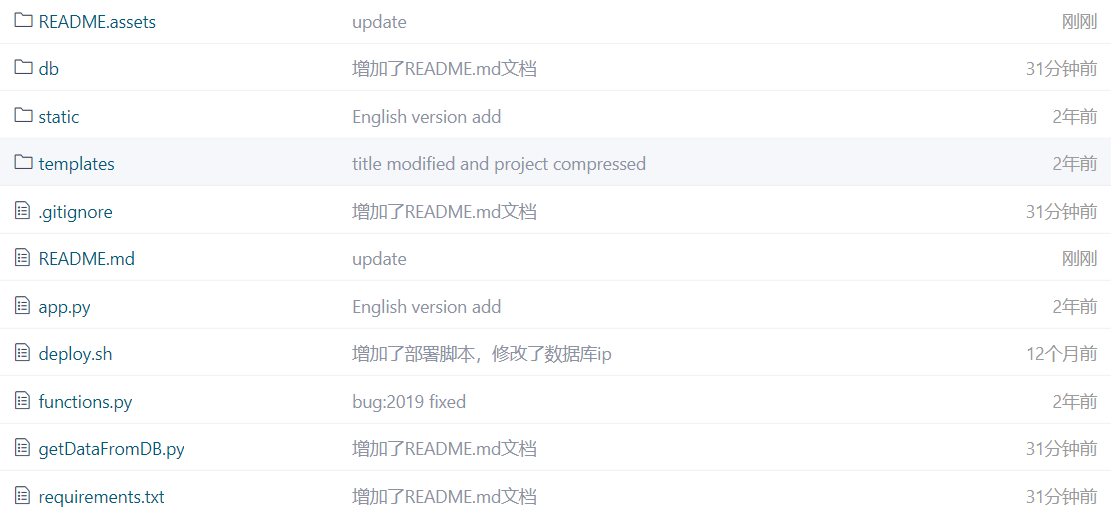 README.assets update 刚刚
db 增加了README.md文档 31分钟前
static English version add 2年前
templates title modified and project compressed 2年前
.gitignore 增加了README.md文档 31分钟前
README.md update 刚刚
app.py English version add 2年前
deploy.sh 增加了部署脚本，修改了数据库ip 12个月前
functions.py bug:2019 fixed 2年前
getDataFromDB.py 增加了README.md文档 31分钟前
requirements.txt 增加了README.md文档 31分钟前